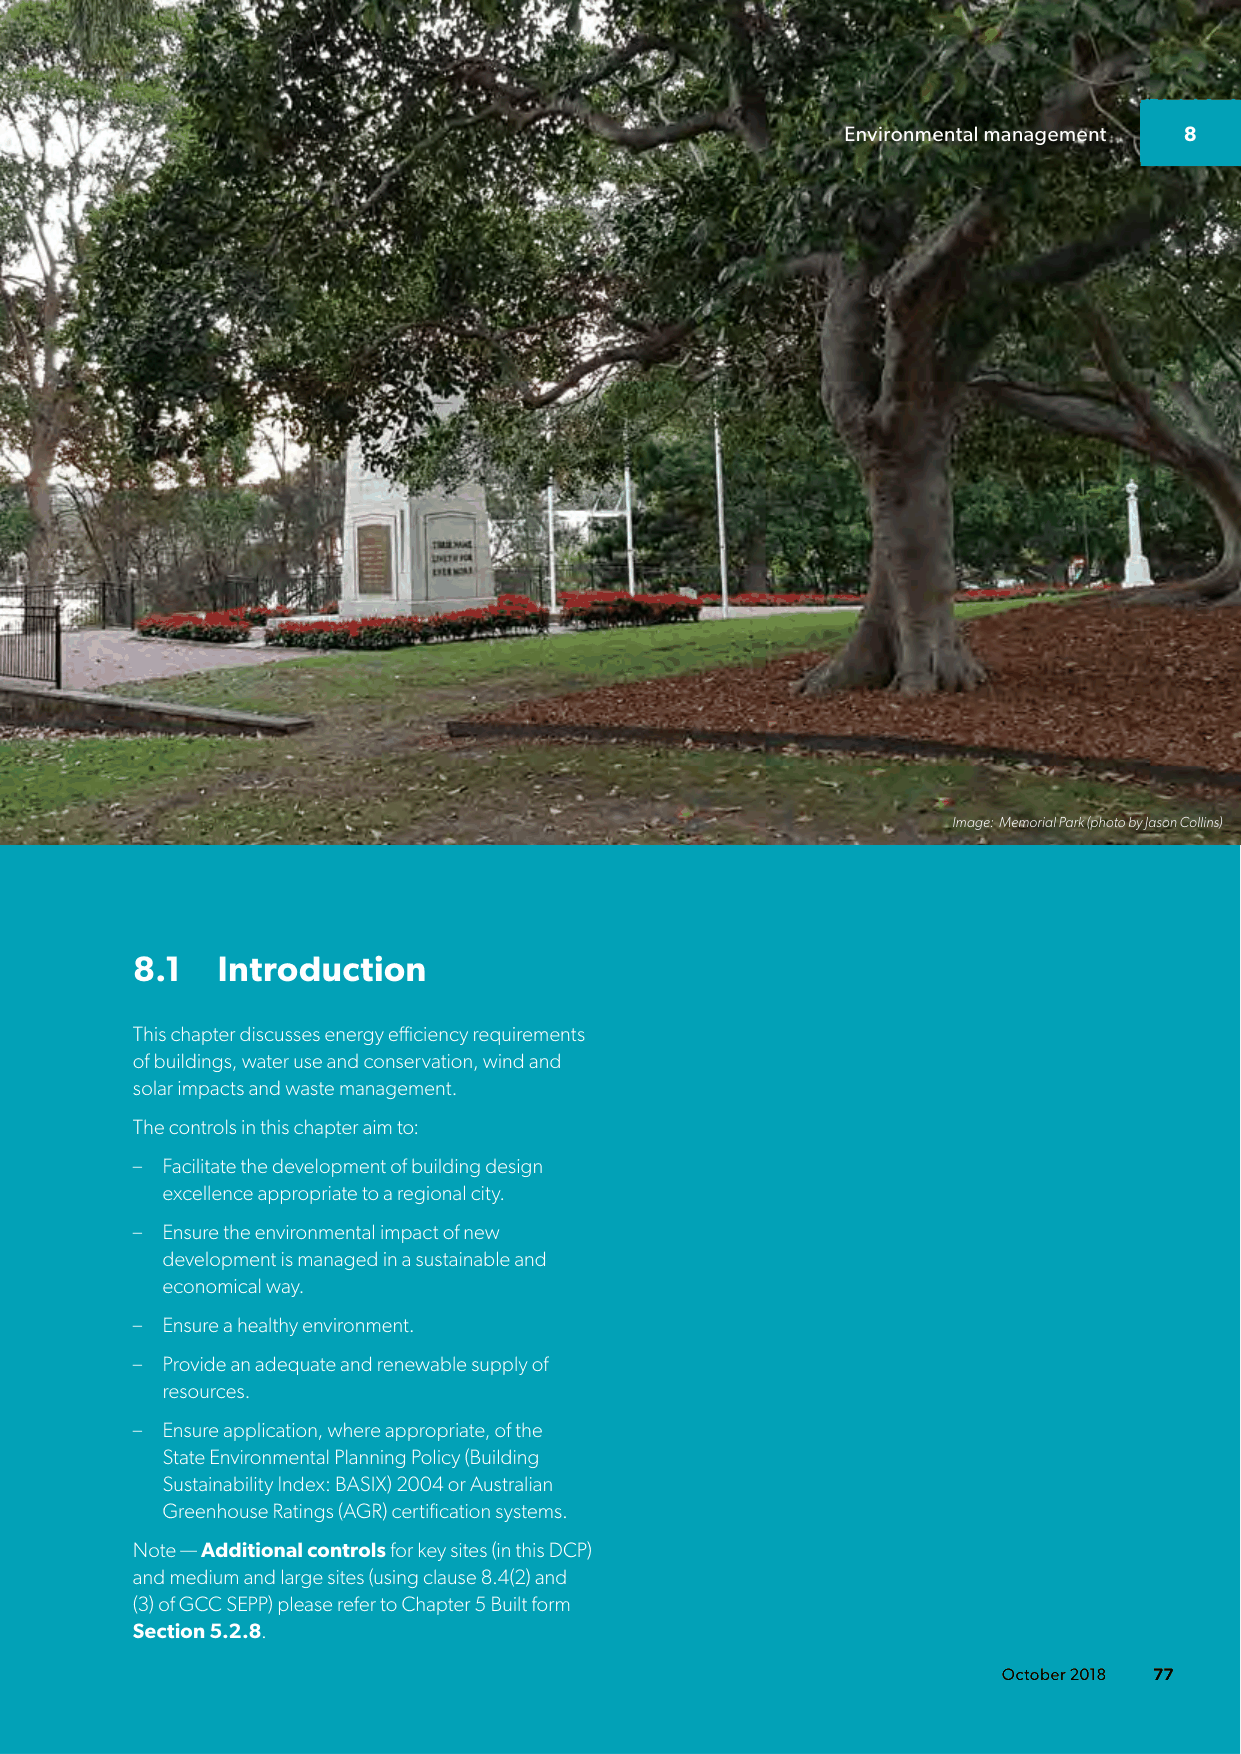 Environmental management
8
THEIR NAME
LIVETH FOR
EVERMORE
Image: Memorial Park (photo by Jason Collins)
8.1 Introduction
This chapter discusses energy efficiency requirements
of buildings, water use and conservation, wind and
solar impacts and waste management.
The controls in this chapter aim to:
– Facilitate the development of building design
excellence appropriate to a regional city.
– Ensure the environmental impact of new
development is managed in a sustainable and
economical way.
– Ensure a healthy environment.
– Provide an adequate and renewable supply of
resources.
– Ensure application, where appropriate, of the
State Environmental Planning Policy (Building
Sustainability Index: BASIX) 2004 or Australian
Greenhouse Ratings (AGR) certification systems.
Note — Additional controls for key sites (in this DCP)
and medium and large sites (using clause 8.4(2) and
(3) of GCC SEPP) please refer to Chapter 5 Built form
Section 5.2.8.
October 2018 77